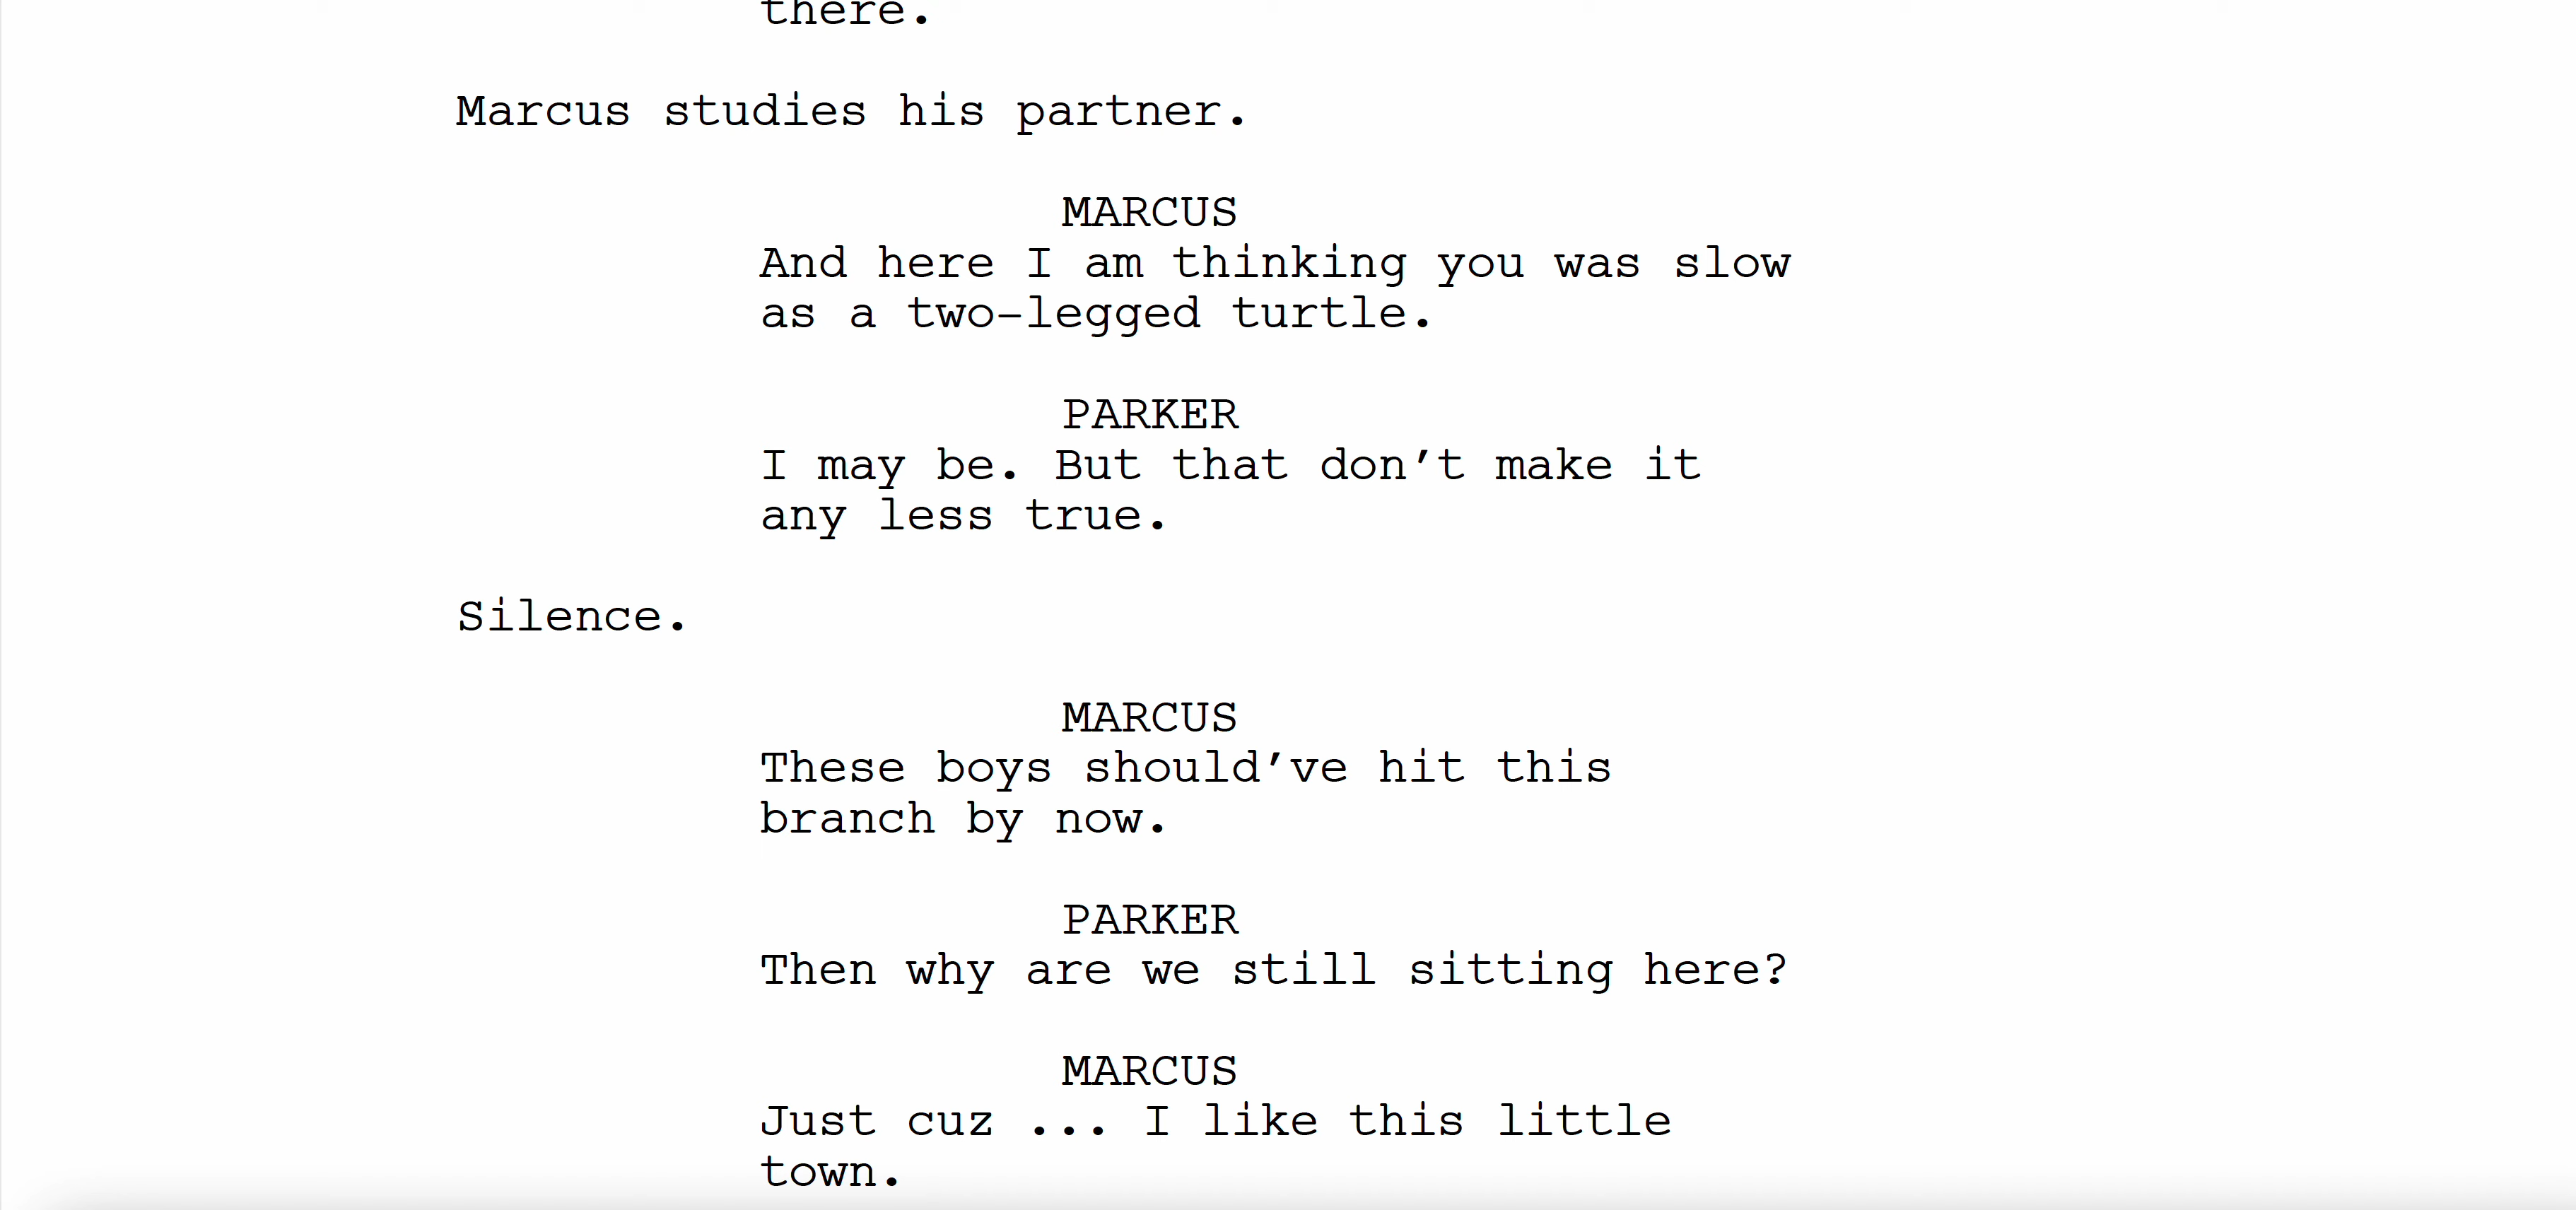 there.
Marcus studies his partner.
MARCUS
And here I am thinking you was slow
as a two-legged turtle.
PARKER
I may be. But that don’t make it
any less true.
Silence.
MARCUS
These boys should’ve hit this
branch by now.
PARKER
Then why are we still sitting here?
MARCUS
Just cuz ... I like this little
town.